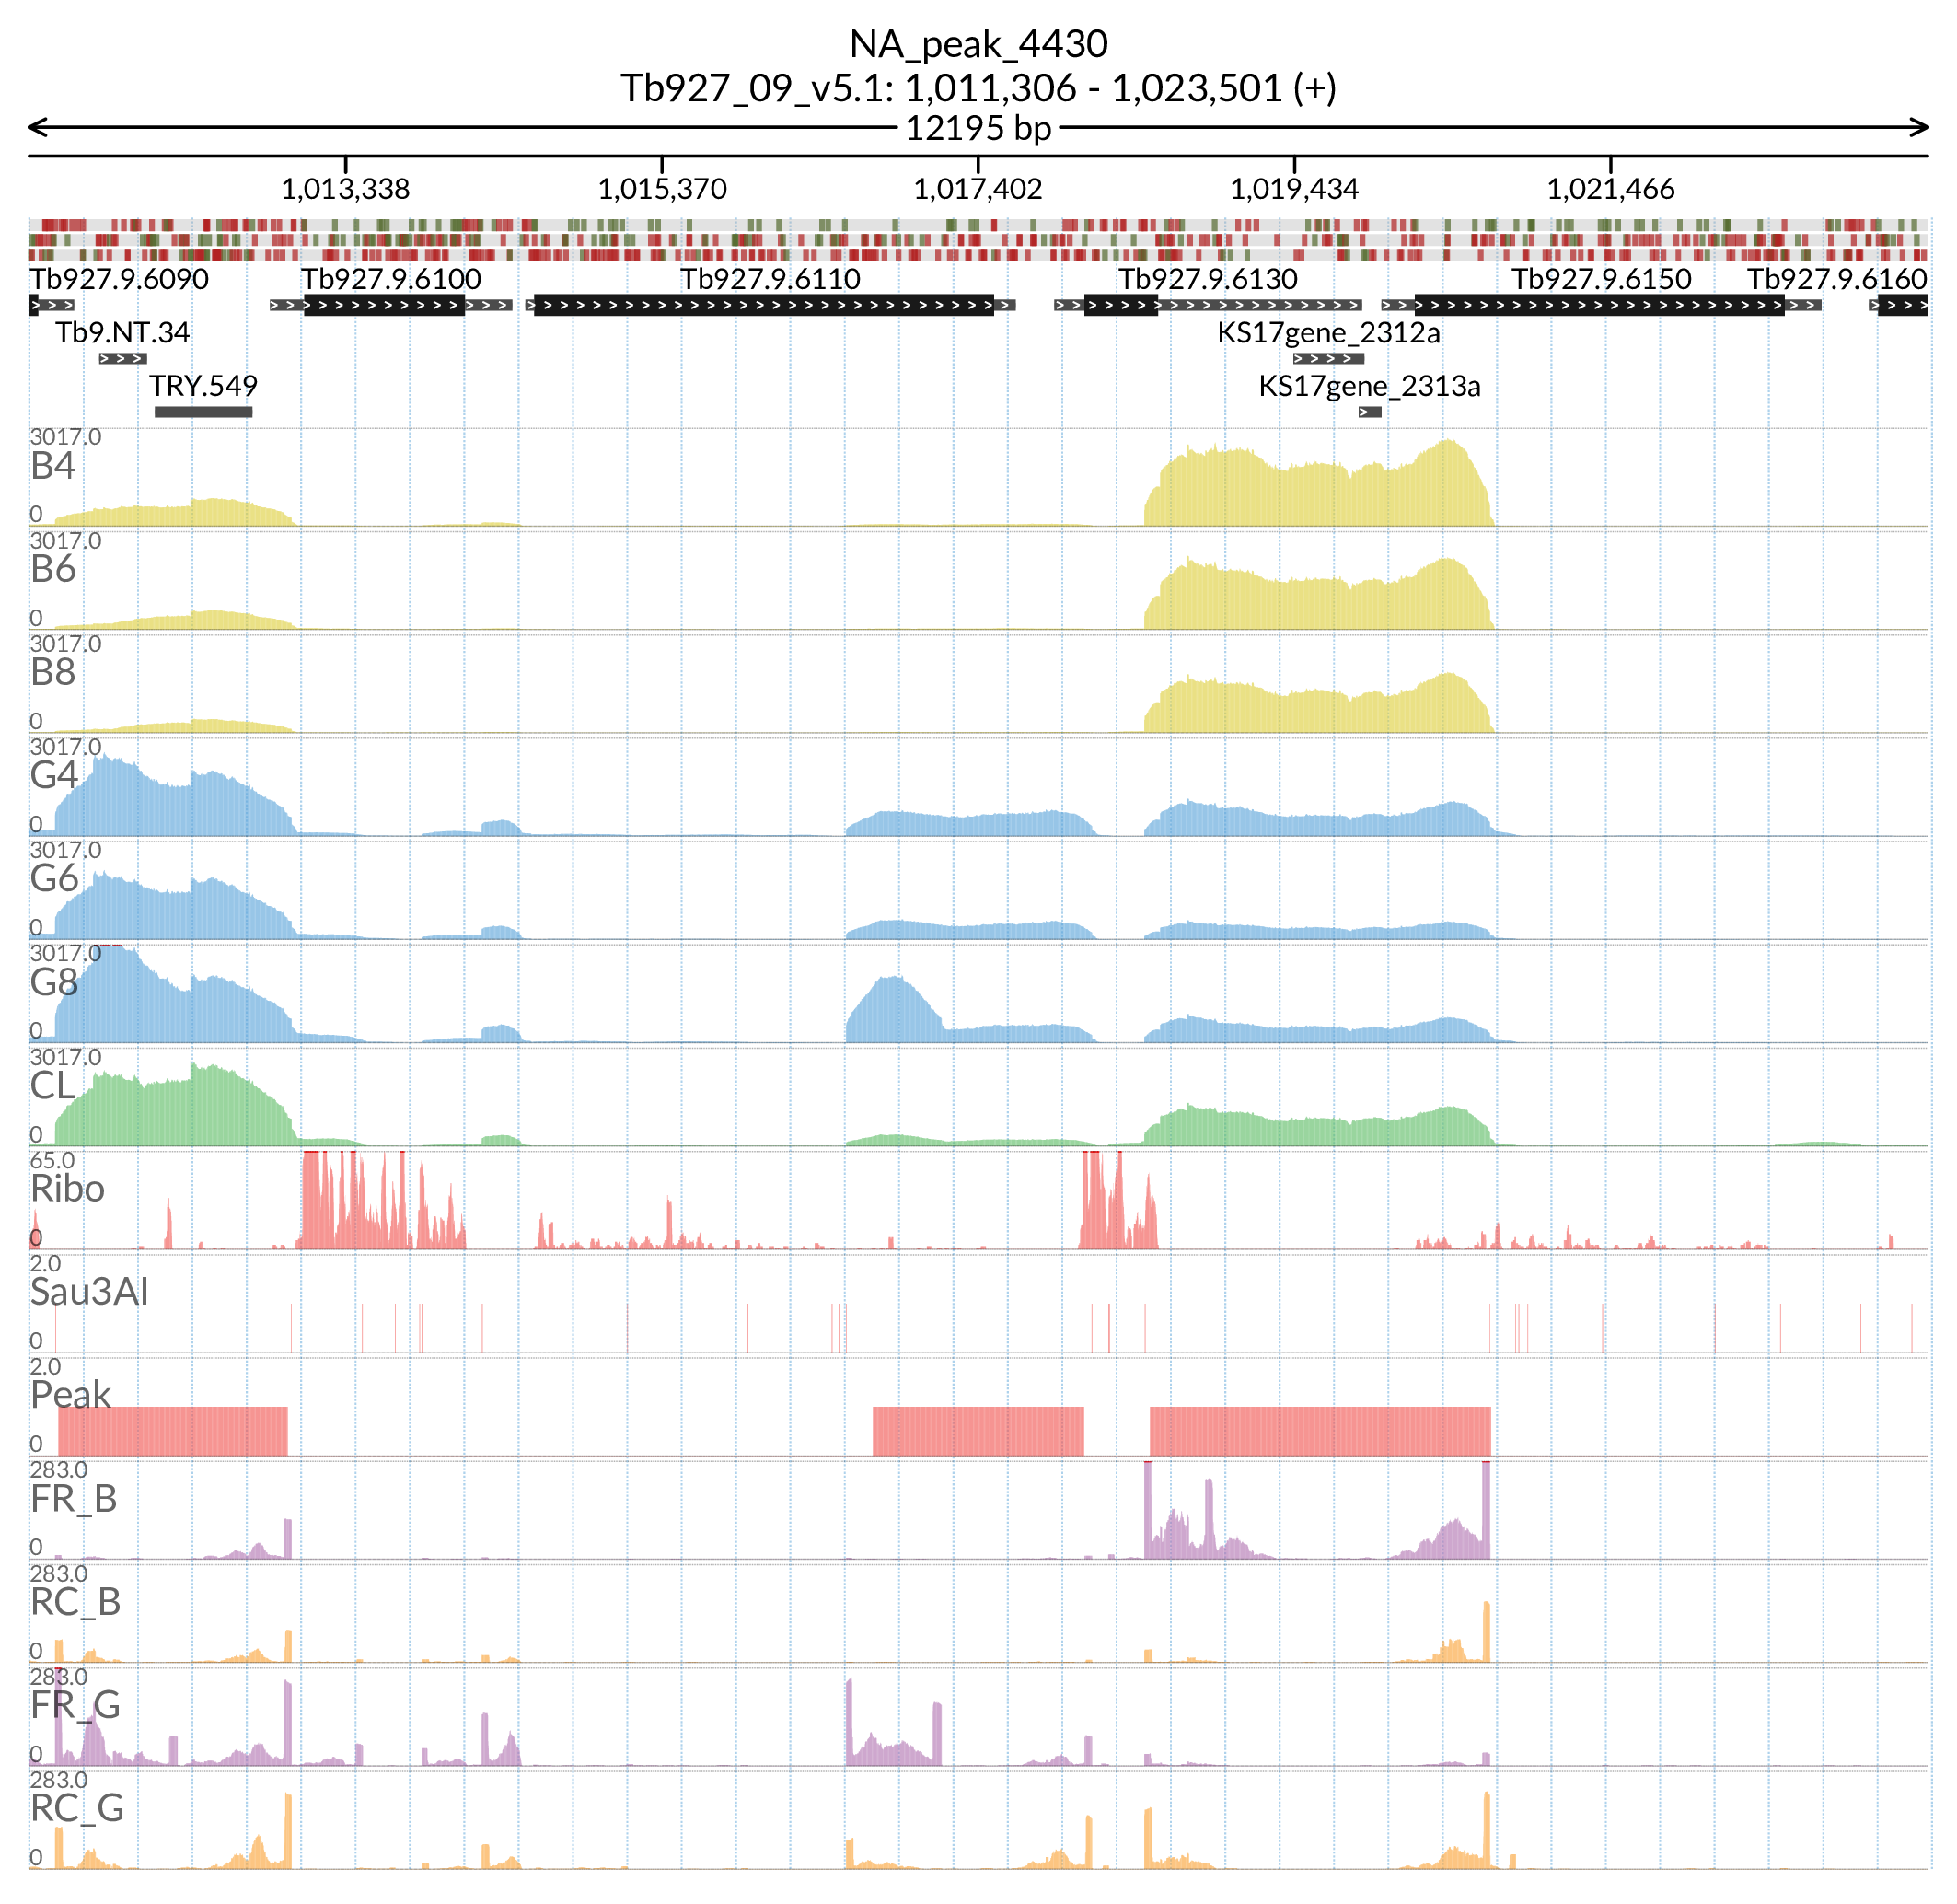 NA_peak_4430
Tb927_09_v5.1: 1,011,306 - 1,023,501 (+)
12195 bp
1,013,338 1,015,370 1,017,402 1,019,434 1,021,466
Tb927.9.6090 Tb927.9.6100 Tb927.9.6110 Tb927.9.6130 Tb927.9.6150 Tb927.9.6160
Tb9.NT.34 KS17gene_2312a
TRY.549 KS17gene_2313a
3017.0
B4
0
3017.0
B6
0
3017.0
B8
0
3017.0
G4
0
3017.0
G6
0
3017.0
G8
0
3017.0
CL
0
65.0
Ribo
0
2.0
Sau3AI
0
2.0
Peak
0
283.0
FR_B
0
283.0
RC_B
0
283.0
FR_G
0
283.0
RC_G
0